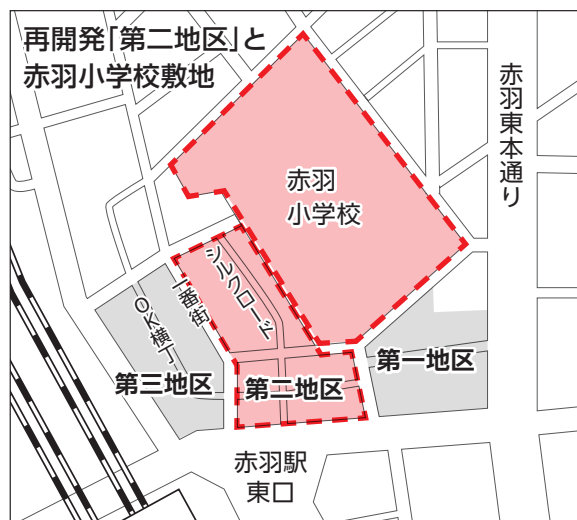 再開発「第二地区」と
赤羽小学校敷地
赤羽東本通り
赤羽
小学校
シルクロード
一番街
OK横丁
第三地区
第二地区
第一地区
赤羽駅
東口